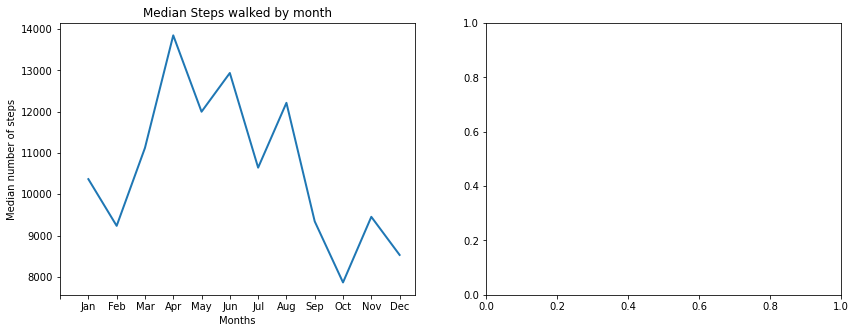 Median Steps walked by month
14000
13000
12000
11000
10000
9000
8000
Median number of steps
Jan Feb Mar Apr May Jun Jul Aug Sep Oct Nov Dec
Months
1.0
0.8
0.6
0.4
0.2
0.0
0.0 0.2 0.4 0.6 0.8 1.0